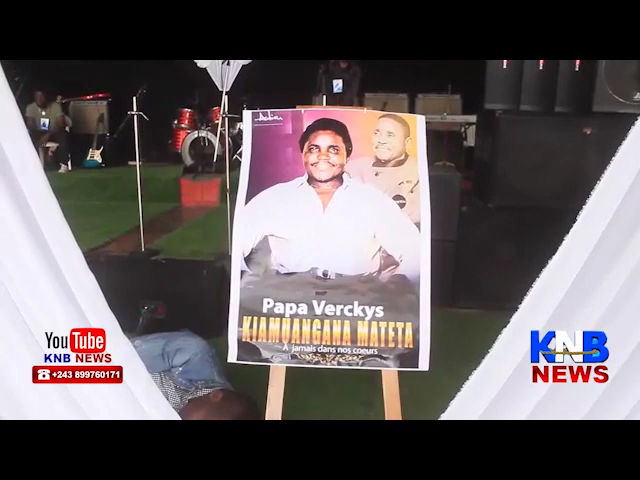 Papa Verckys
KIAMUANGANA MATETA
A jamais dans nos coeurs
YouTube
KNB NEWS
+243 899760171
KNB
NEWS